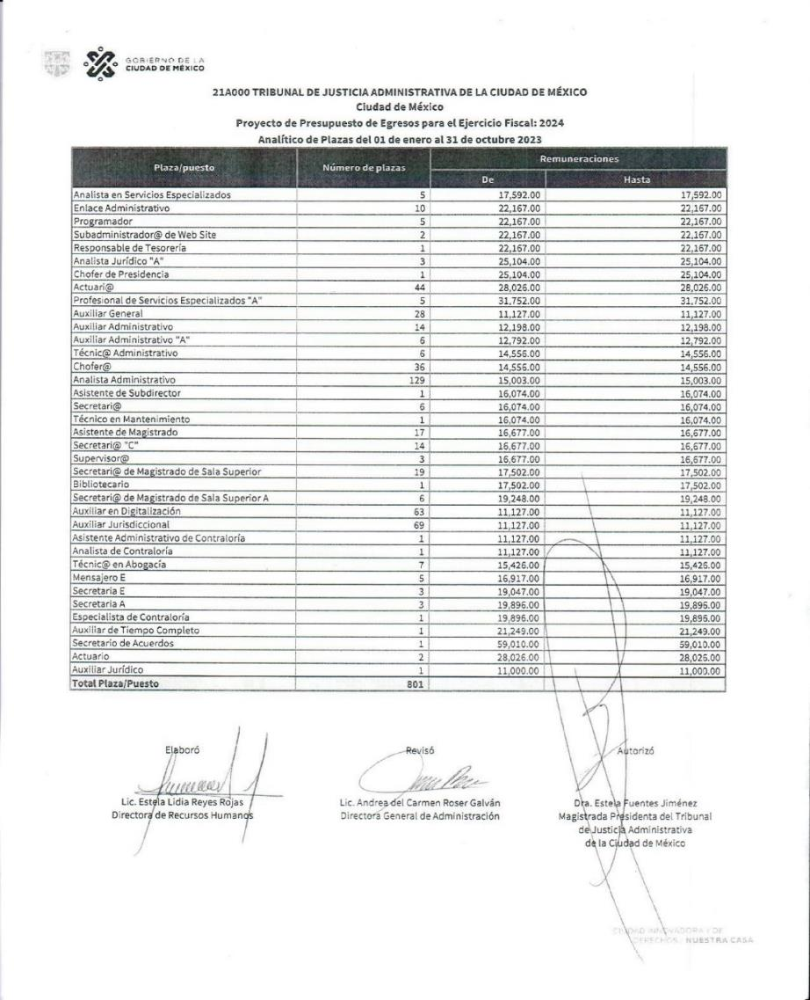 GOBIERNO DE LA
CIUDAD DE MÉXICO
21A000 TRIBUNAL DE JUSTICIA ADMINISTRATIVA DE LA CIUDAD DE MÉXICO
Ciudad de México
Proyecto de Presupuesto de Egresos para el Ejercicio Fiscal: 2024
Analítico de Plazas del 01 de enero al 31 de octubre 2023
Plaza/puesto Número de plazas Remuneraciones
De Hasta
Analista en Servicios Especializados 5 17,592.00 17,592.00
Enlace Administrativo 10 22,167.00 22,167.00
Programador 5 22,167.00 22,167.00
Subadministrador@ de Web Site 2 22,167.00 22,167.00
Responsable de Tesorería 1 22,167.00 22,167.00
Analista Jurídico "A" 3 25,104.00 25,104.00
Chofer de Presidencia 1 25,104.00 25,104.00
Actuari@ 44 28,026.00 28,026.00
Profesional de Servicios Especializados "A" 5 31,752.00 31,752.00
Auxiliar General 28 11,127.00 11,127.00
Auxiliar Administrativo 14 12,198.00 12,198.00
Auxiliar Administrativo "A" 6 12,792.00 12,792.00
Técnic@ Administrativo 6 14,556.00 14,556.00
Chofer@ 36 14,556.00 14,556.00
Analista Administrativo 129 15,003.00 15,003.00
Asistente de Subdirector 1 16,074.00 16,074.00
Secretari@ 6 16,074.00 16,074.00
Técnico en Mantenimiento 1 16,074.00 16,074.00
Asistente de Magistrado 17 16,677.00 16,677.00
Secretari@ "C" 14 16,677.00 16,677.00
Supervisor@ 3 16,677.00 16,677.00
Secretari@ de Magistrado de Sala Superior 19 17,502.00 17,502.00
Bibliotecario 1 17,502.00 17,502.00
Secretari@ de Magistrado de Sala Superior A 6 19,248.00 19,248.00
Auxiliar en Digitalización 63 11,127.00 11,127.00
Auxiliar Jurisdiccional 69 11,127.00 11,127.00
Asistente Administrativo de Contraloría 1 11,127.00 11,127.00
Analista de Contraloría 1 11,127.00 11,127.00
Técnic@ en Abogacía 7 15,426.00 15,426.00
Mensajero E 5 16,917.00 16,917.00
Secretaria E 3 19,047.00 19,047.00
Secretaria A 3 19,896.00 19,896.00
Especialista de Contraloría 1 19,896.00 19,896.00
Auxiliar de Tiempo Completo 1 21,249.00 21,249.00
Secretario de Acuerdos 1 59,010.00 59,010.00
Actuario 2 28,026.00 28,026.00
Auxiliar Jurídico 1 11,000.00 11,000.00
Total Plaza/Puesto 801
Elaboró Revisó Autorizó
Lic. Estela Lidia Reyes Rojas Lic. Andrea del Carmen Roser Galván Dra. Estela Fuentes Jiménez
Directora de Recursos Humanos Directora General de Administración Magistrada Presidenta del Tribunal
de Justicia Administrativa
de la Ciudad de México
CIUDAD INNOVADORA Y DE
DERECHOS / NUESTRA CASA